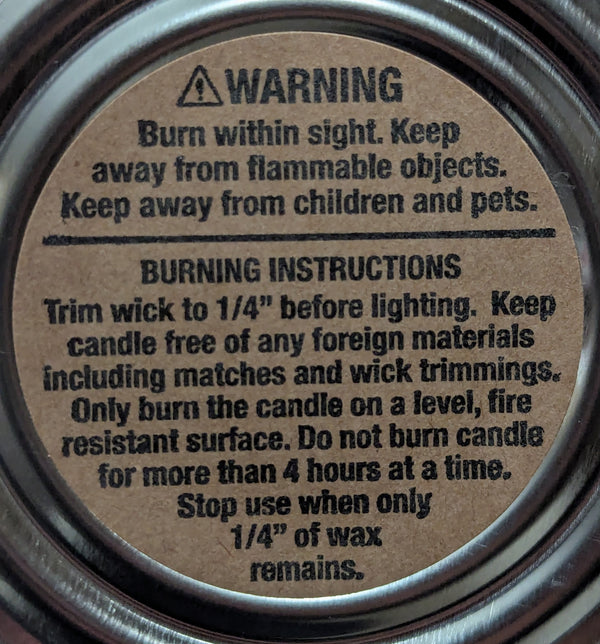 ⚠WARNING
Burn within sight. Keep
away from flammable objects.
Keep away from children and pets.
BURNING INSTRUCTIONS
Trim wick to 1/4” before lighting. Keep
candle free of any foreign materials
including matches and wick trimmings.
Only burn the candle on a level, fire
resistant surface. Do not burn candle
for more than 4 hours at a time.
Stop use when only
1/4” of wax
remains.